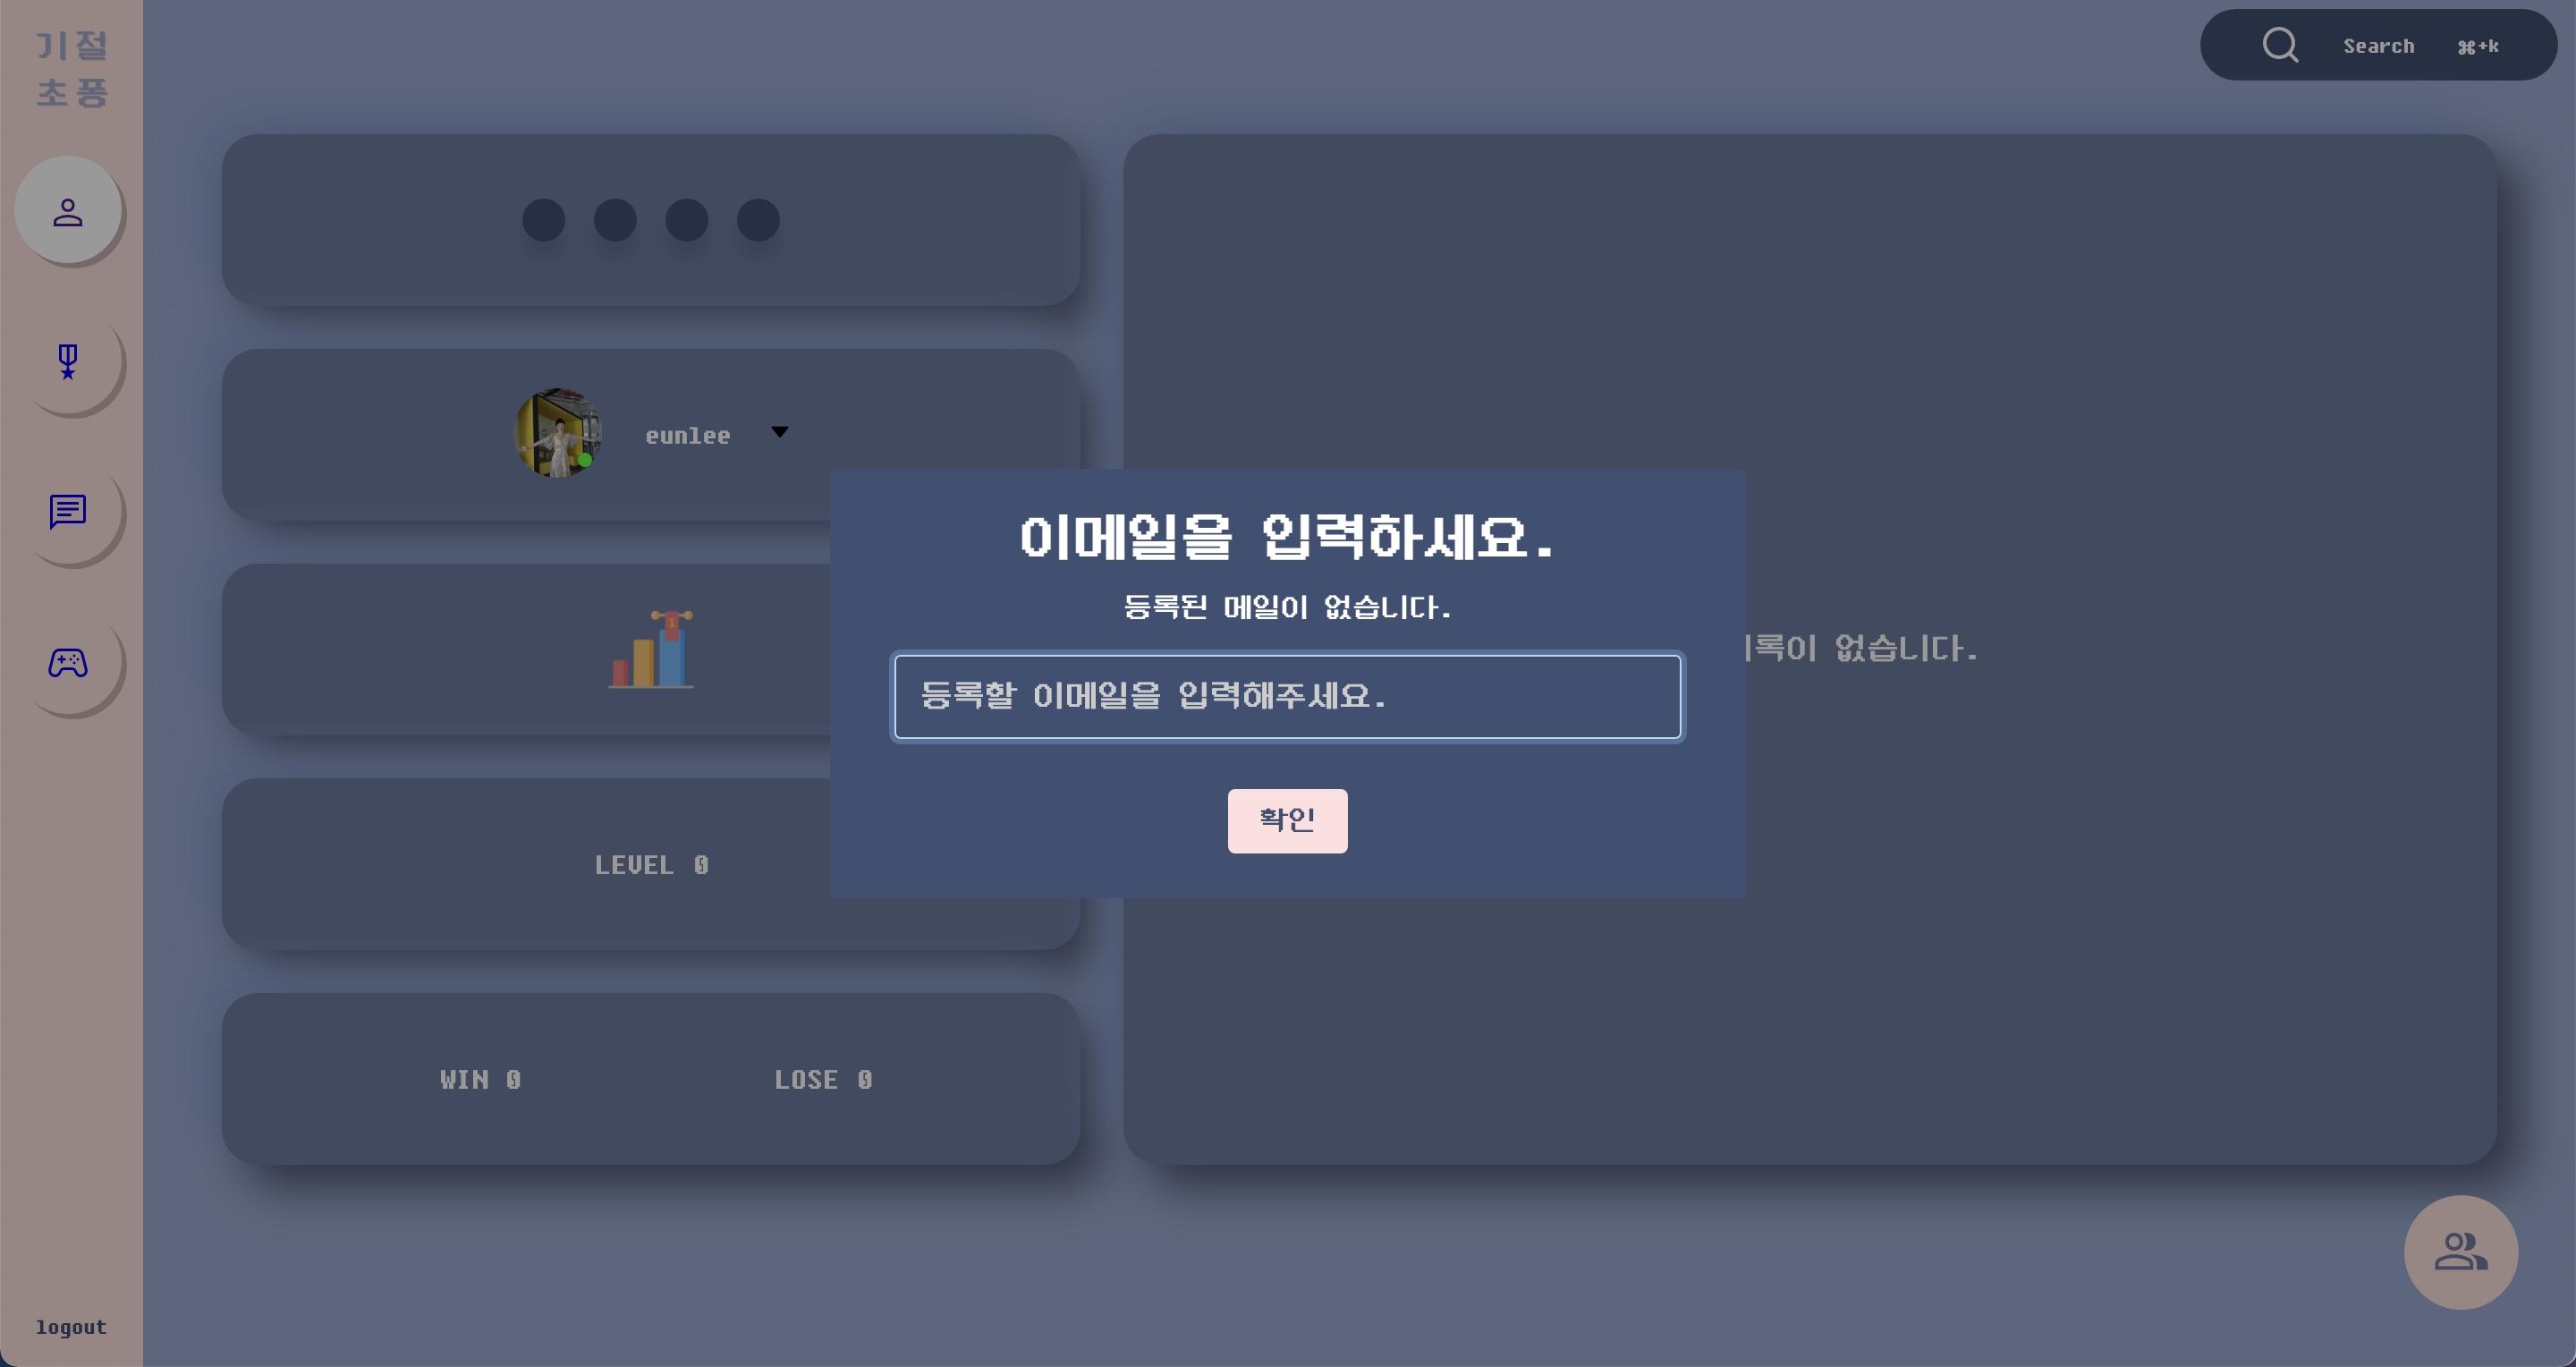 기절
초퐁
Search ⌘+k
eunlee
이메일을 입력하세요.
등록된 메일이 없습니다.
록이 없습니다.
등록할 이메일을 입력해주세요.
확인
LEVEL 0
WIN 0 LOSE 0
logout